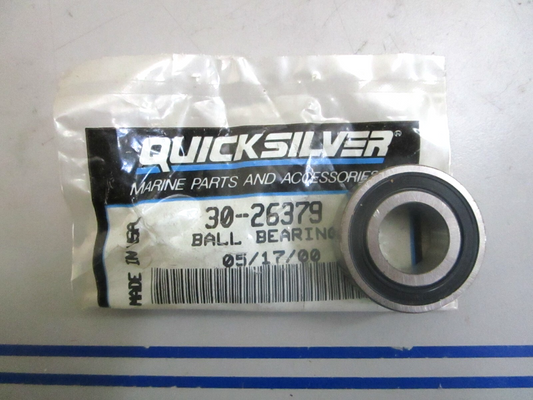 QUICKSILVER®
MARINE PARTS AND ACCESSORIES
30-26379
BALL BEARING
05/17/00
MADE IN USA